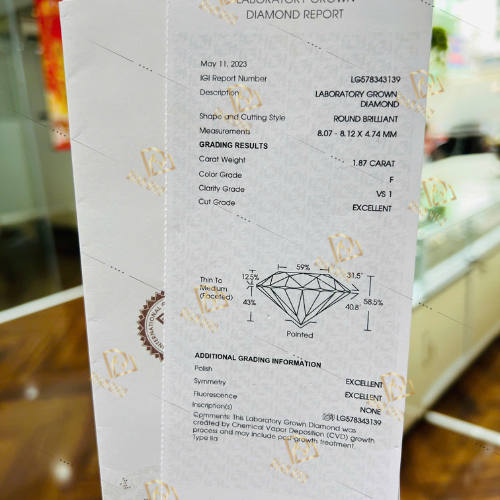 LABORATORY GROWN
DIAMOND REPORT
May 11, 2023
IGI Report Number LG578343139
Description LABORATORY GROWN
DIAMOND
Shape and Cutting Style ROUND BRILLIANT
Measurements 8.07 - 8.12 X 4.74 MM
GRADING RESULTS
Carat Weight 1.87 CARAT
Color Grade F
Clarity Grade VS 1
Cut Grade EXCELLENT
59%
12.5% 31.5°
Thin To
Medium
(Faceted)
43% 40.8° 58.5%
Pointed
ADDITIONAL GRADING INFORMATION
Polish EXCELLENT
Symmetry EXCELLENT
Fluorescence NONE
Inscription(s) LG578343139
Comments: This Laboratory Grown Diamond was
created by Chemical Vapor Deposition (CVD) growth
process and may include post-growth treatment.
Type IIa
INTERNATIONAL